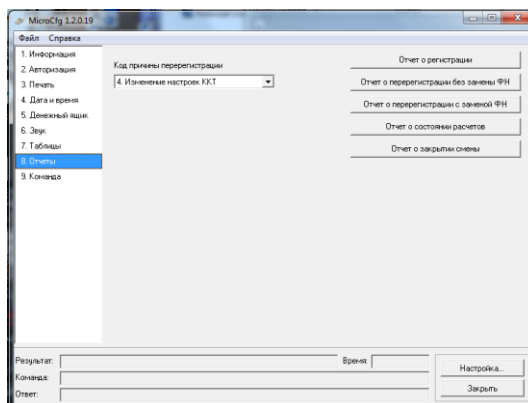 MicroCfg 1.2.0.19
Файл Справка
1. Информация
2. Авторизация
3. Печать
4. Дата и время
5. Денежный ящик
6. Звук
7. Таблицы
8. Отчеты
9. Команда
Код причины перерегистрации
4. Изменение настроек ККТ
Отчет о регистрации
Отчет о перерегистрации без замены ФН
Отчет о перерегистрации с заменой ФН
Отчет о состоянии расчетов
Отчет о закрытии смены
Результат:
Время:
Команда:
Ответ:
Настройка...
Закрыть